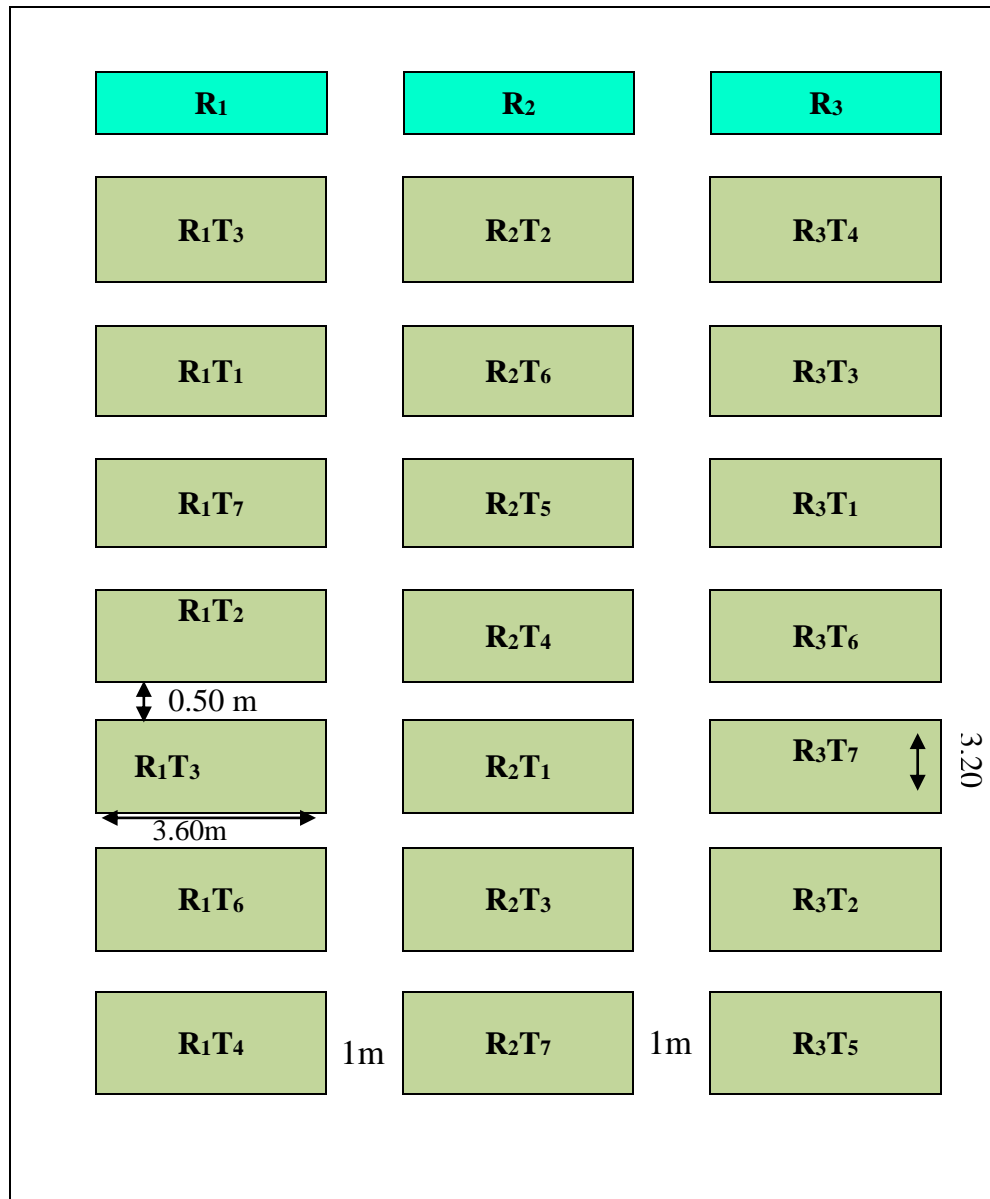 R₁ R₂ R₃
R₁T₃ R₂T₂ R₃T₄
R₁T₁ R₂T₆ R₃T₃
R₁T₇ R₂T₅ R₃T₁
R₁T₂ R₂T₄ R₃T₆
0.50 m
R₁T₃ R₂T₁ R₃T₇
3.20
3.60m
R₁T₆ R₂T₃ R₃T₂
R₁T₄ 1m R₂T₇ 1m R₃T₅